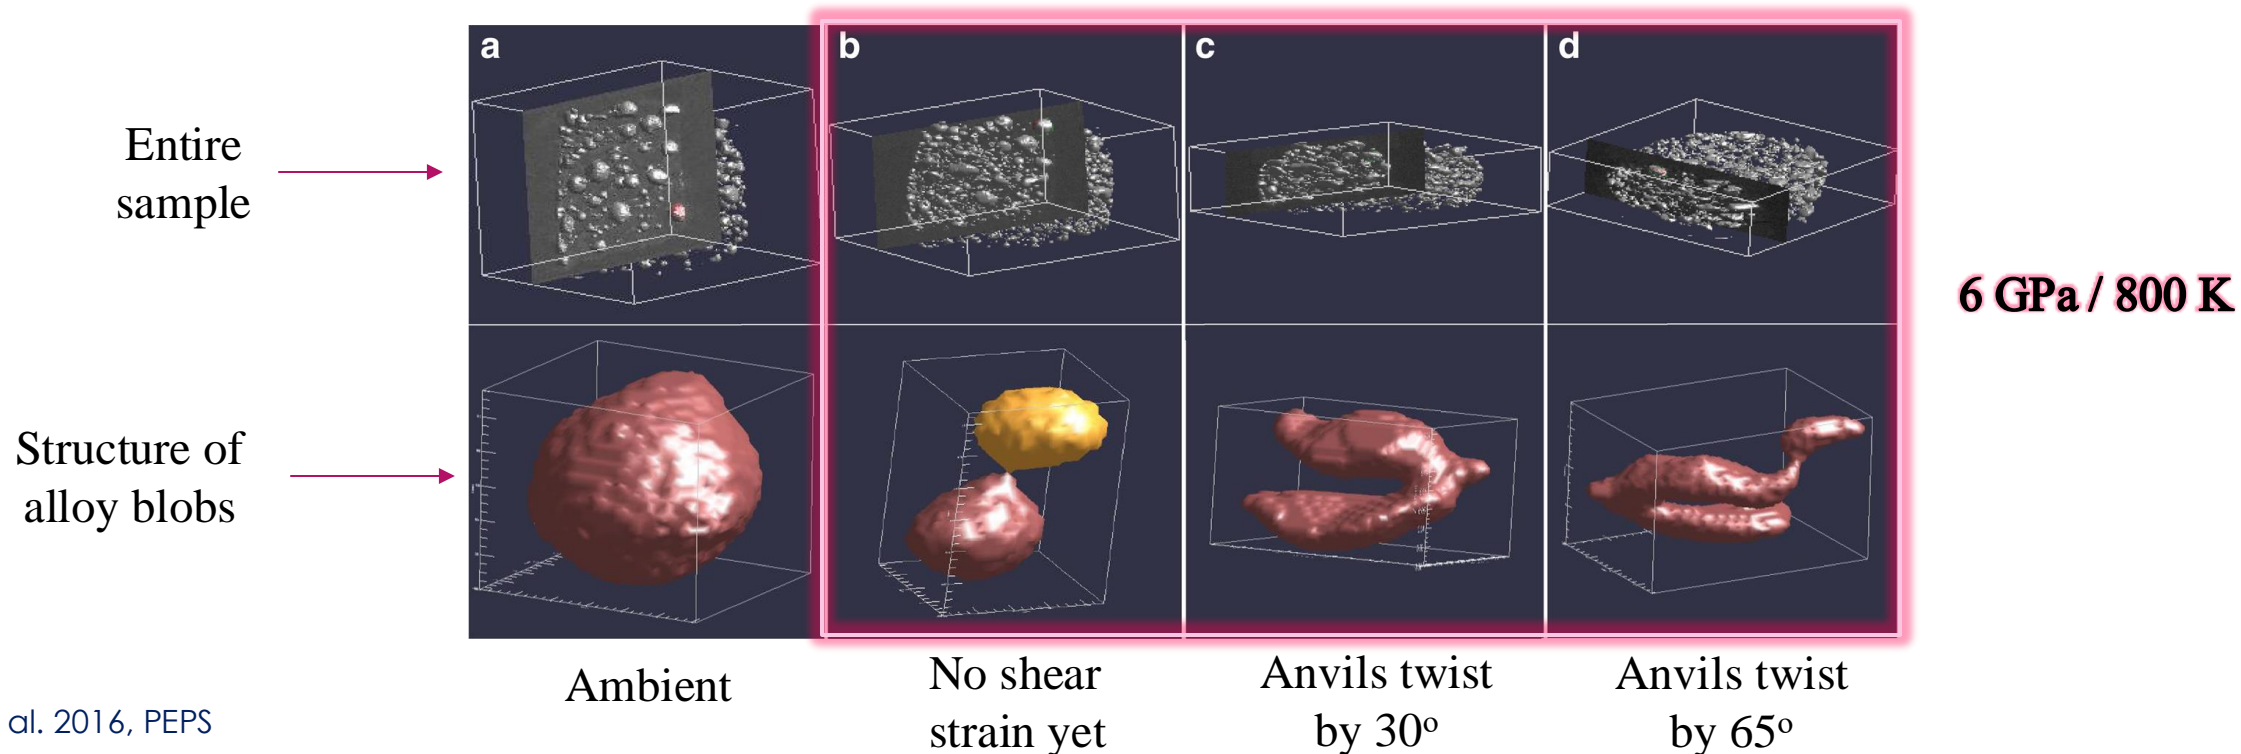 a
b
c
d
Entire
sample
6 GPa / 800 K
Structure of
alloy blobs
Ambient
No shear
strain yet
Anvils twist
by 30°
Anvils twist
by 65°
al. 2016, PEPS